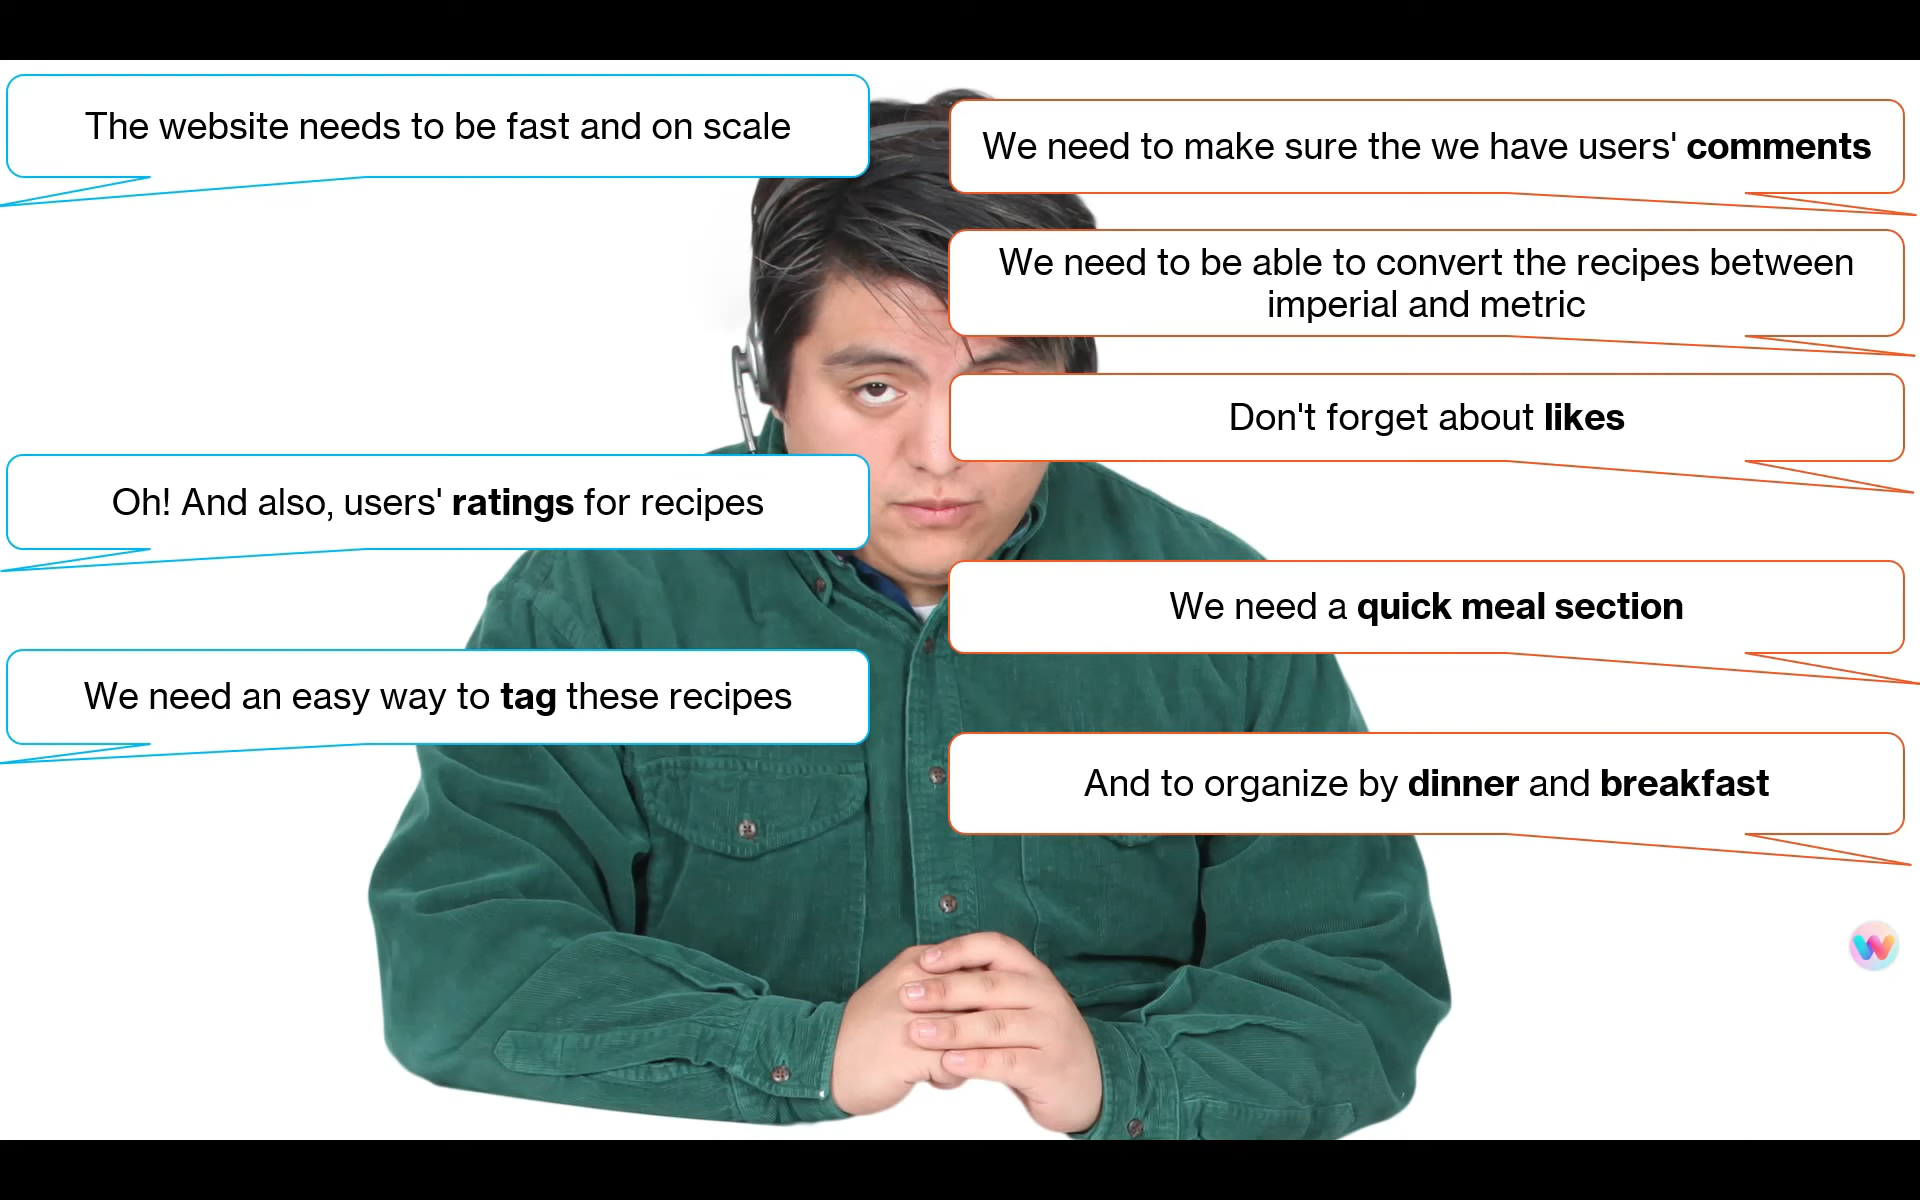 The website needs to be fast and on scale
We need to make sure the we have users' comments
We need to be able to convert the recipes between
imperial and metric
Don't forget about likes
Oh! And also, users' ratings for recipes
We need a quick meal section
We need an easy way to tag these recipes
And to organize by dinner and breakfast